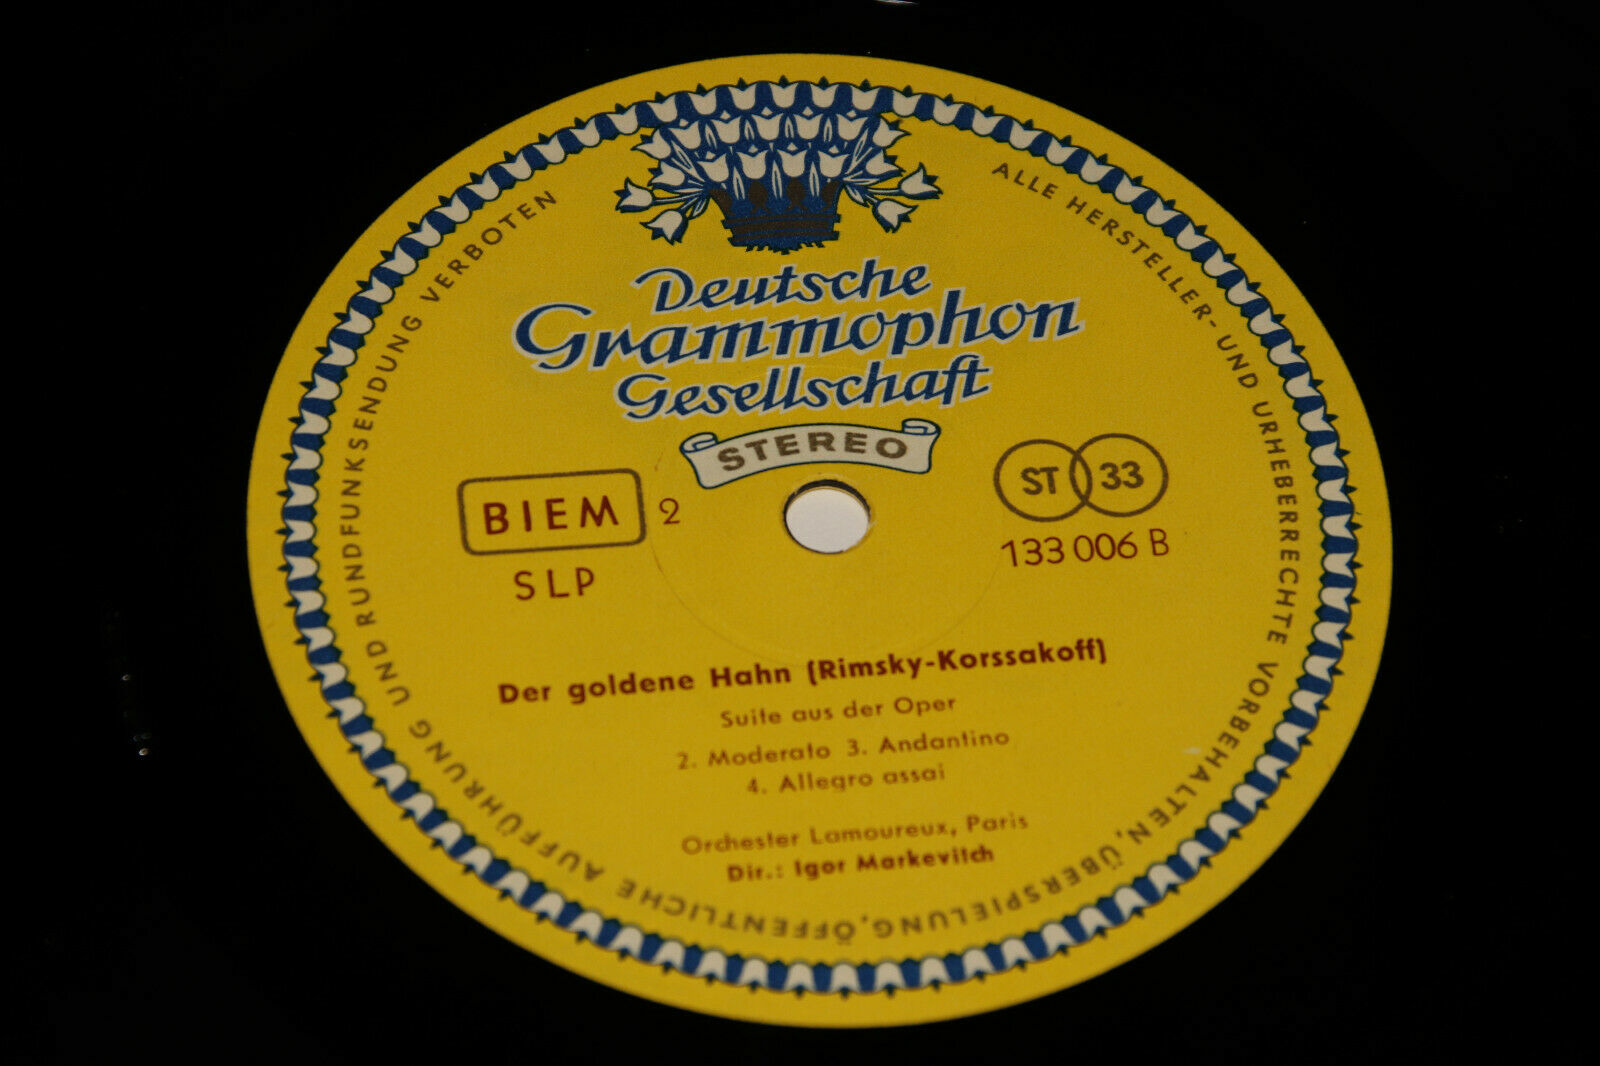 Deutsche
Grammophon
Gesellschaft
STEREO
BIEM 2
SLP
ST 33
133 006 B
Der goldene Hahn (Rimsky-Korssakoff)
Suite aus der Oper
2. Moderato 3. Andantino
4. Allegro assai
Orchester Lamoureux, Paris
Dir.: Igor Markevitch
ALLE HERSTELLER- UND URHEBERRECHTE VORBEHALTEN, ÜBERSPIELUNG, ÖFFENTLICHE AUFFÜHRUNG UND RUNDFUNKSENDUNG VERBOTEN